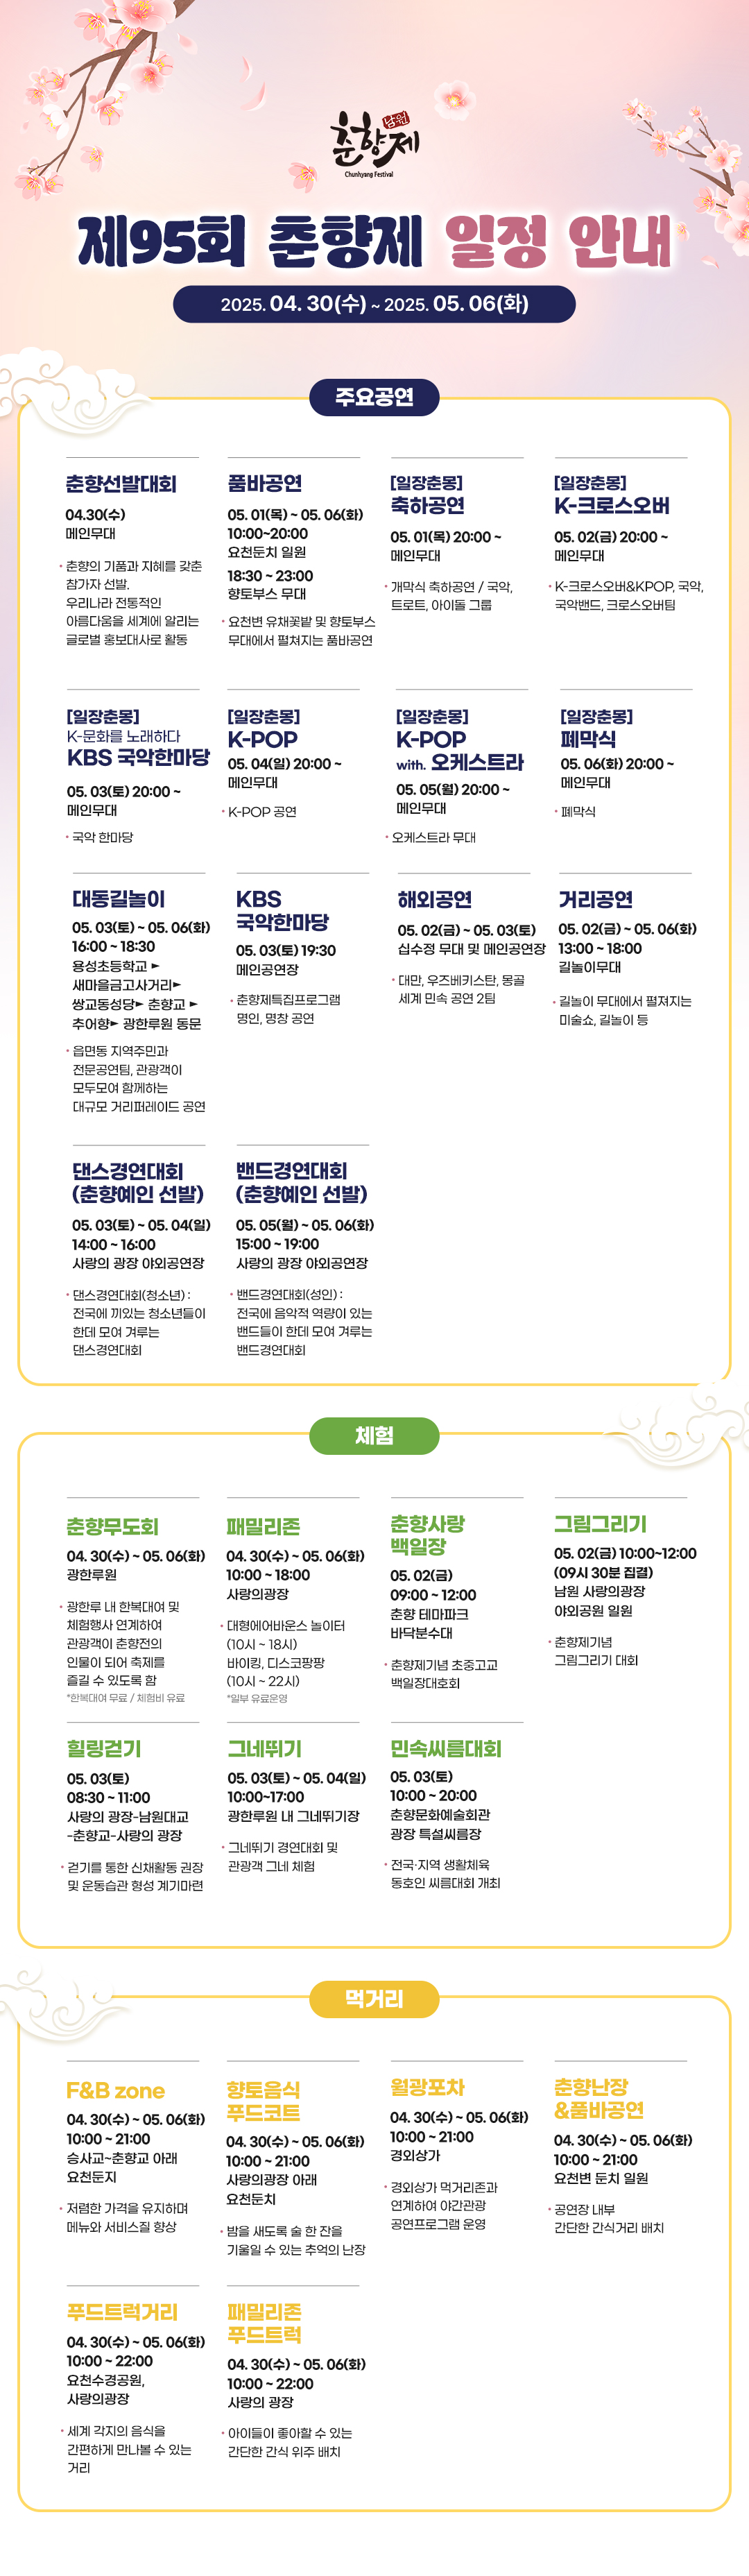 남원
춘향제
Chunhyang Festival
제95회 춘향제 일정 안내
2025. 04. 30(수) ~ 2025. 05. 06(화)
주요공연
춘향선발대회
04.30(수)
메인무대
· 춘향의 기품과 지혜를 갖춘
참가자 선발.
우리나라 전통적인
아름다움을 세계에 알리는
글로벌 홍보대사로 활동
품바공연
05. 01(목) ~ 05. 06(화)
10:00~20:00
요천둔치 일원
18:30 ~ 23:00
향토부스 무대
· 요천변 유채꽃밭 및 향토부스
무대에서 펼쳐지는 품바공연
[일장춘몽]
축하공연
05. 01(목) 20:00 ~
메인무대
· 개막식 축하공연 / 국악,
트로트, 아이돌 그룹
[일장춘몽]
K-크로스오버
05. 02(금) 20:00 ~
메인무대
· K-크로스오버&KPOP, 국악,
국악밴드, 크로스오버팀
[일장춘몽]
K-문화를 노래하다
KBS 국악한마당
05. 03(토) 20:00 ~
메인무대
· 국악 한마당
[일장춘몽]
K-POP
05. 04(일) 20:00 ~
메인무대
· K-POP 공연
[일장춘몽]
K-POP
with. 오케스트라
05. 05(월) 20:00 ~
메인무대
· 오케스트라 무대
[일장춘몽]
폐막식
05. 06(화) 20:00 ~
메인무대
· 폐막식
대동길놀이
05. 03(토) ~ 05. 06(화)
16:00 ~ 18:30
용성초등학교 ►
새마을금고사거리►
쌍교동성당► 춘향교 ►
추어향► 광한루원 동문
· 읍면동 지역주민과
전문공연팀, 관광객이
모두모여 함께하는
대규모 거리퍼레이드 공연
KBS
국악한마당
05. 03(토) 19:30
메인공연장
· 춘향제특집프로그램
명인, 명창 공연
해외공연
05. 02(금) ~ 05. 03(토)
십수정 무대 및 메인공연장
· 대만, 우즈베키스탄, 몽골
세계 민속 공연 2팀
거리공연
05. 02(금) ~ 05. 06(화)
13:00 ~ 18:00
길놀이무대
· 길놀이 무대에서 펼쳐지는
미술쇼, 길놀이 등
댄스경연대회
(춘향예인 선발)
05. 03(토) ~ 05. 04(일)
14:00 ~ 16:00
사랑의 광장 야외공연장
· 댄스경연대회(청소년) :
전국에 끼있는 청소년들이
한데 모여 겨루는
댄스경연대회
밴드경연대회
(춘향예인 선발)
05. 05(월) ~ 05. 06(화)
15:00 ~ 19:00
사랑의 광장 야외공연장
· 밴드경연대회(성인) :
전국에 음악적 역량이 있는
밴드들이 한데 모여 겨루는
밴드경연대회
체험
춘향무도회
04. 30(수) ~ 05. 06(화)
광한루원
· 광한루 내 한복대여 및
체험행사 연계하여
관광객이 춘향전의
인물이 되어 축제를
즐길 수 있도록 함
*한복대여 무료 / 체험비 유료
패밀리존
04. 30(수) ~ 05. 06(화)
10:00 ~ 18:00
사랑의광장
· 대형에어바운스 놀이터
(10시 ~ 18시)
바이킹, 디스코팡팡
(10시 ~ 22시)
*일부 유료운영
춘향사랑
백일장
05. 02(금)
09:00 ~ 12:00
춘향 테마파크
바닥분수대
· 춘향제기념 초중고교
백일장대호회
그림그리기
05. 02(금) 10:00~12:00
(09시 30분 집결)
남원 사랑의광장
야외공원 일원
· 춘향제기념
그림그리기 대회
힐링걷기
05. 03(토)
08:30 ~ 11:00
사랑의 광장-남원대교
-춘향교-사랑의 광장
· 걷기를 통한 신채활동 권장
및 운동습관 형성 계기마련
그네뛰기
05. 03(토) ~ 05. 04(일)
10:00~17:00
광한루원 내 그네뛰기장
· 그네뛰기 경연대회 및
관광객 그네 체험
민속씨름대회
05. 03(토)
10:00 ~ 20:00
춘향문화예술회관
광장 특설씨름장
· 전국·지역 생활체육
동호인 씨름대회 개최
먹거리
F&B zone
04. 30(수) ~ 05. 06(화)
10:00 ~ 21:00
승사교~춘향교 아래
요천둔지
· 저렴한 가격을 유지하며
메뉴와 서비스질 향상
향토음식
푸드코트
04. 30(수) ~ 05. 06(화)
10:00 ~ 21:00
사랑의광장 아래
요천둔치
· 밤을 새도록 술 한 잔을
기울일 수 있는 추억의 난장
월광포차
04. 30(수) ~ 05. 06(화)
10:00 ~ 21:00
경외상가
· 경외상가 먹거리존과
연계하여 야간관광
공연프로그램 운영
춘향난장
&품바공연
04. 30(수) ~ 05. 06(화)
10:00 ~ 21:00
요천변 둔치 일원
· 공연장 내부
간단한 간식거리 배치
푸드트럭거리
04. 30(수) ~ 05. 06(화)
10:00 ~ 22:00
요천수경공원,
사랑의광장
· 세계 각지의 음식을
간편하게 만나볼 수 있는
거리
패밀리존
푸드트럭
04. 30(수) ~ 05. 06(화)
10:00 ~ 22:00
사랑의 광장
· 아이들이 좋아할 수 있는
간단한 간식 위주 배치